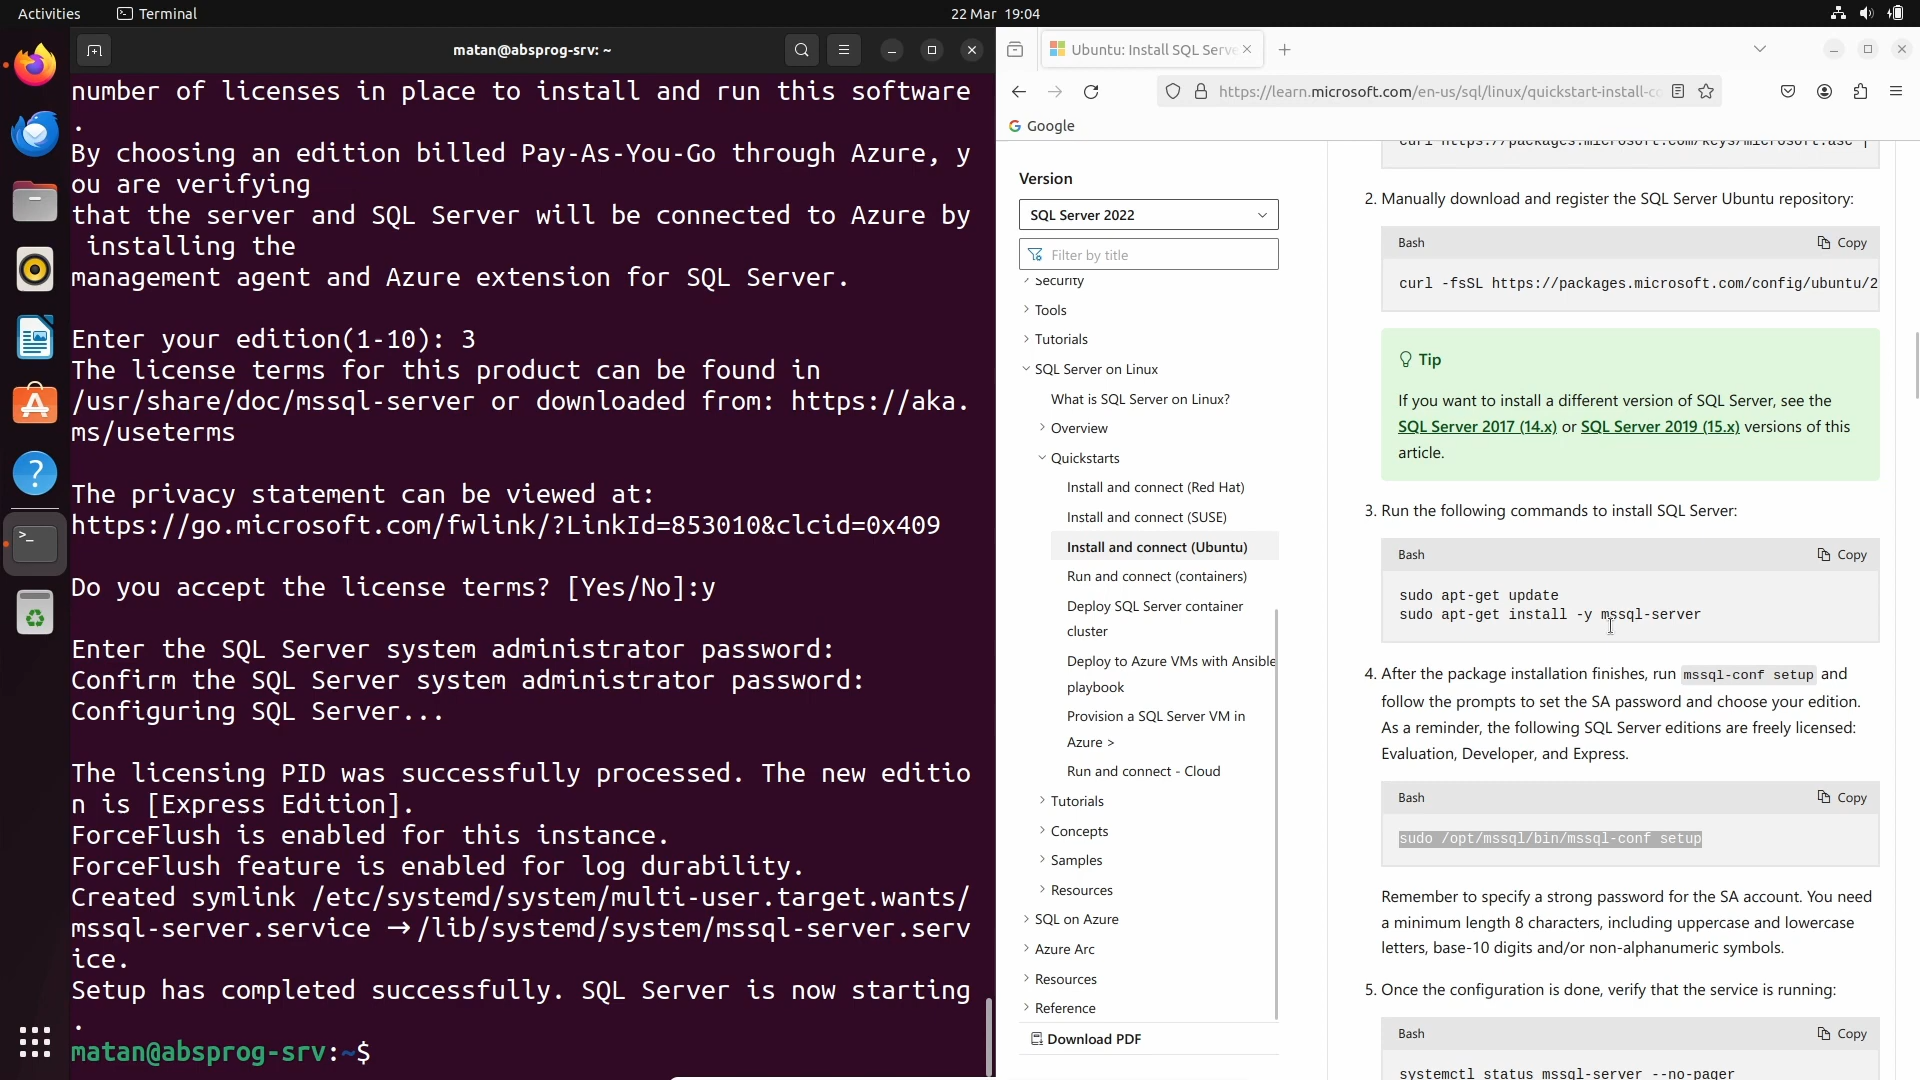 Activities
Terminal
22 Mar 19:04
matan@absprog-srv: ~
number of licenses in place to install and run this software
.
By choosing an edition billed Pay-As-You-Go through Azure, y
ou are verifying
that the server and SQL Server will be connected to Azure by
 installing the
management agent and Azure extension for SQL Server.
Enter your edition(1-10): 3
The license terms for this product can be found in
/usr/share/doc/mssql-server or downloaded from: https://aka.
ms/useterms
The privacy statement can be viewed at:
https://go.microsoft.com/fwlink/?LinkId=853010&clcid=0x409
Do you accept the license terms? [Yes/No]:y
Enter the SQL Server system administrator password:
Confirm the SQL Server system administrator password:
Configuring SQL Server...
The licensing PID was successfully processed. The new editio
n is [Express Edition].
ForceFlush is enabled for this instance.
ForceFlush feature is enabled for log durability.
Created symlink /etc/systemd/system/multi-user.target.wants/
mssql-server.service → /lib/systemd/system/mssql-server.serv
ice.
Setup has completed successfully. SQL Server is now starting
.
matan@absprog-srv:~$
Ubuntu: Install SQL Serve
https://learn.microsoft.com/en-us/sql/linux/quickstart-install-co
Google
Version
SQL Server 2022
Filter by title
Security
Tools
Tutorials
SQL Server on Linux
What is SQL Server on Linux?
Overview
Quickstarts
Install and connect (Red Hat)
Install and connect (SUSE)
Install and connect (Ubuntu)
Run and connect (containers)
Deploy SQL Server container
cluster
Deploy to Azure VMs with Ansible
playbook
Provision a SQL Server VM in
Azure >
Run and connect - Cloud
Tutorials
Concepts
Samples
Resources
SQL on Azure
Azure Arc
Resources
Reference
Download PDF
curl https://packages.microsoft.com/keys/microsoft.asc |
2. Manually download and register the SQL Server Ubuntu repository:
Bash
Copy
curl -fsSL https://packages.microsoft.com/config/ubuntu/2
Tip
If you want to install a different version of SQL Server, see the
SQL Server 2017 (14.x) or SQL Server 2019 (15.x) versions of this
article.
3. Run the following commands to install SQL Server:
Bash
Copy
sudo apt-get update
sudo apt-get install -y mssql-server
4. After the package installation finishes, run mssql-conf setup and
follow the prompts to set the SA password and choose your edition.
As a reminder, the following SQL Server editions are freely licensed:
Evaluation, Developer, and Express.
Bash
Copy
sudo /opt/mssql/bin/mssql-conf setup
Remember to specify a strong password for the SA account. You need
a minimum length 8 characters, including uppercase and lowercase
letters, base-10 digits and/or non-alphanumeric symbols.
5. Once the configuration is done, verify that the service is running:
Bash
Copy
systemctl status mssql-server --no-pager